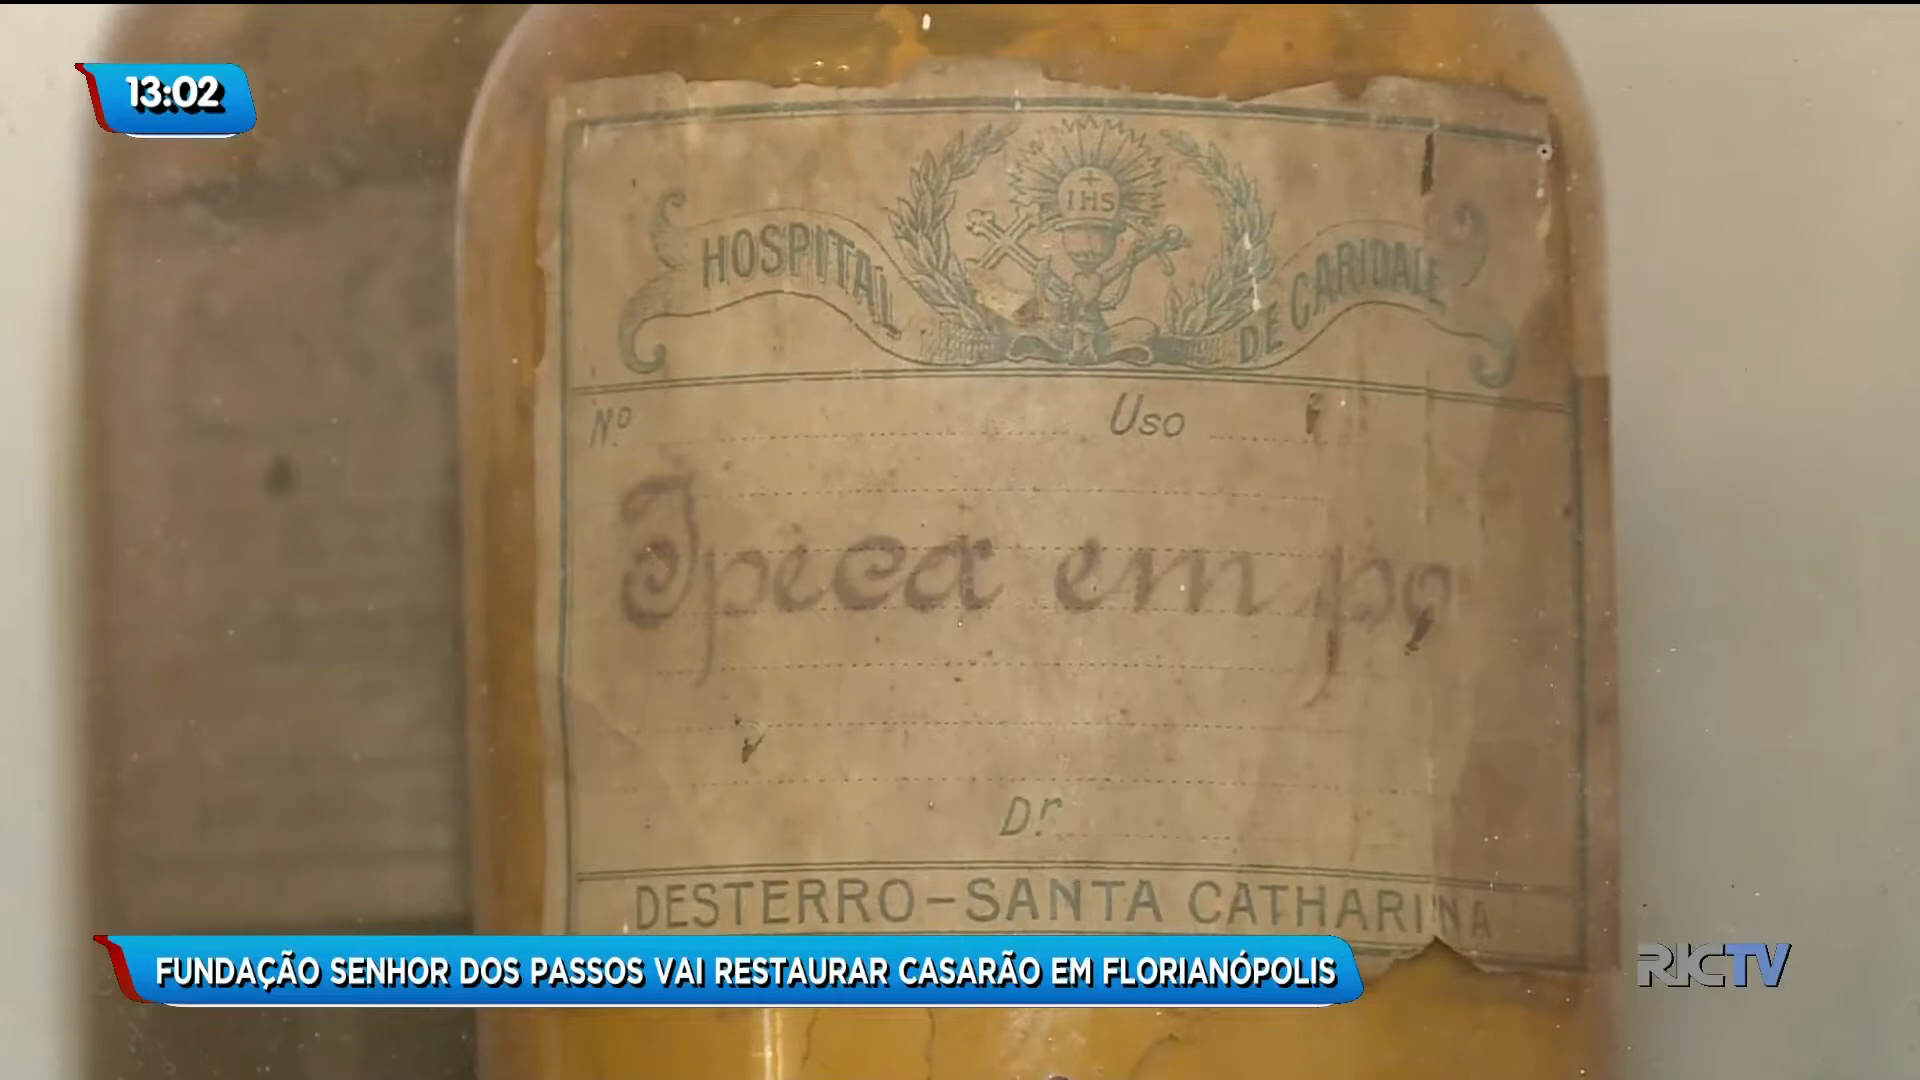 13:02
IHS
HOSPITAL DE CARIDADE
Nº Uso
Ipeca em pó
Dr.
DESTERRO-SANTA CATHARINA
FUNDAÇÃO SENHOR DOS PASSOS VAI RESTAURAR CASARÃO EM FLORIANÓPOLIS
RICTV